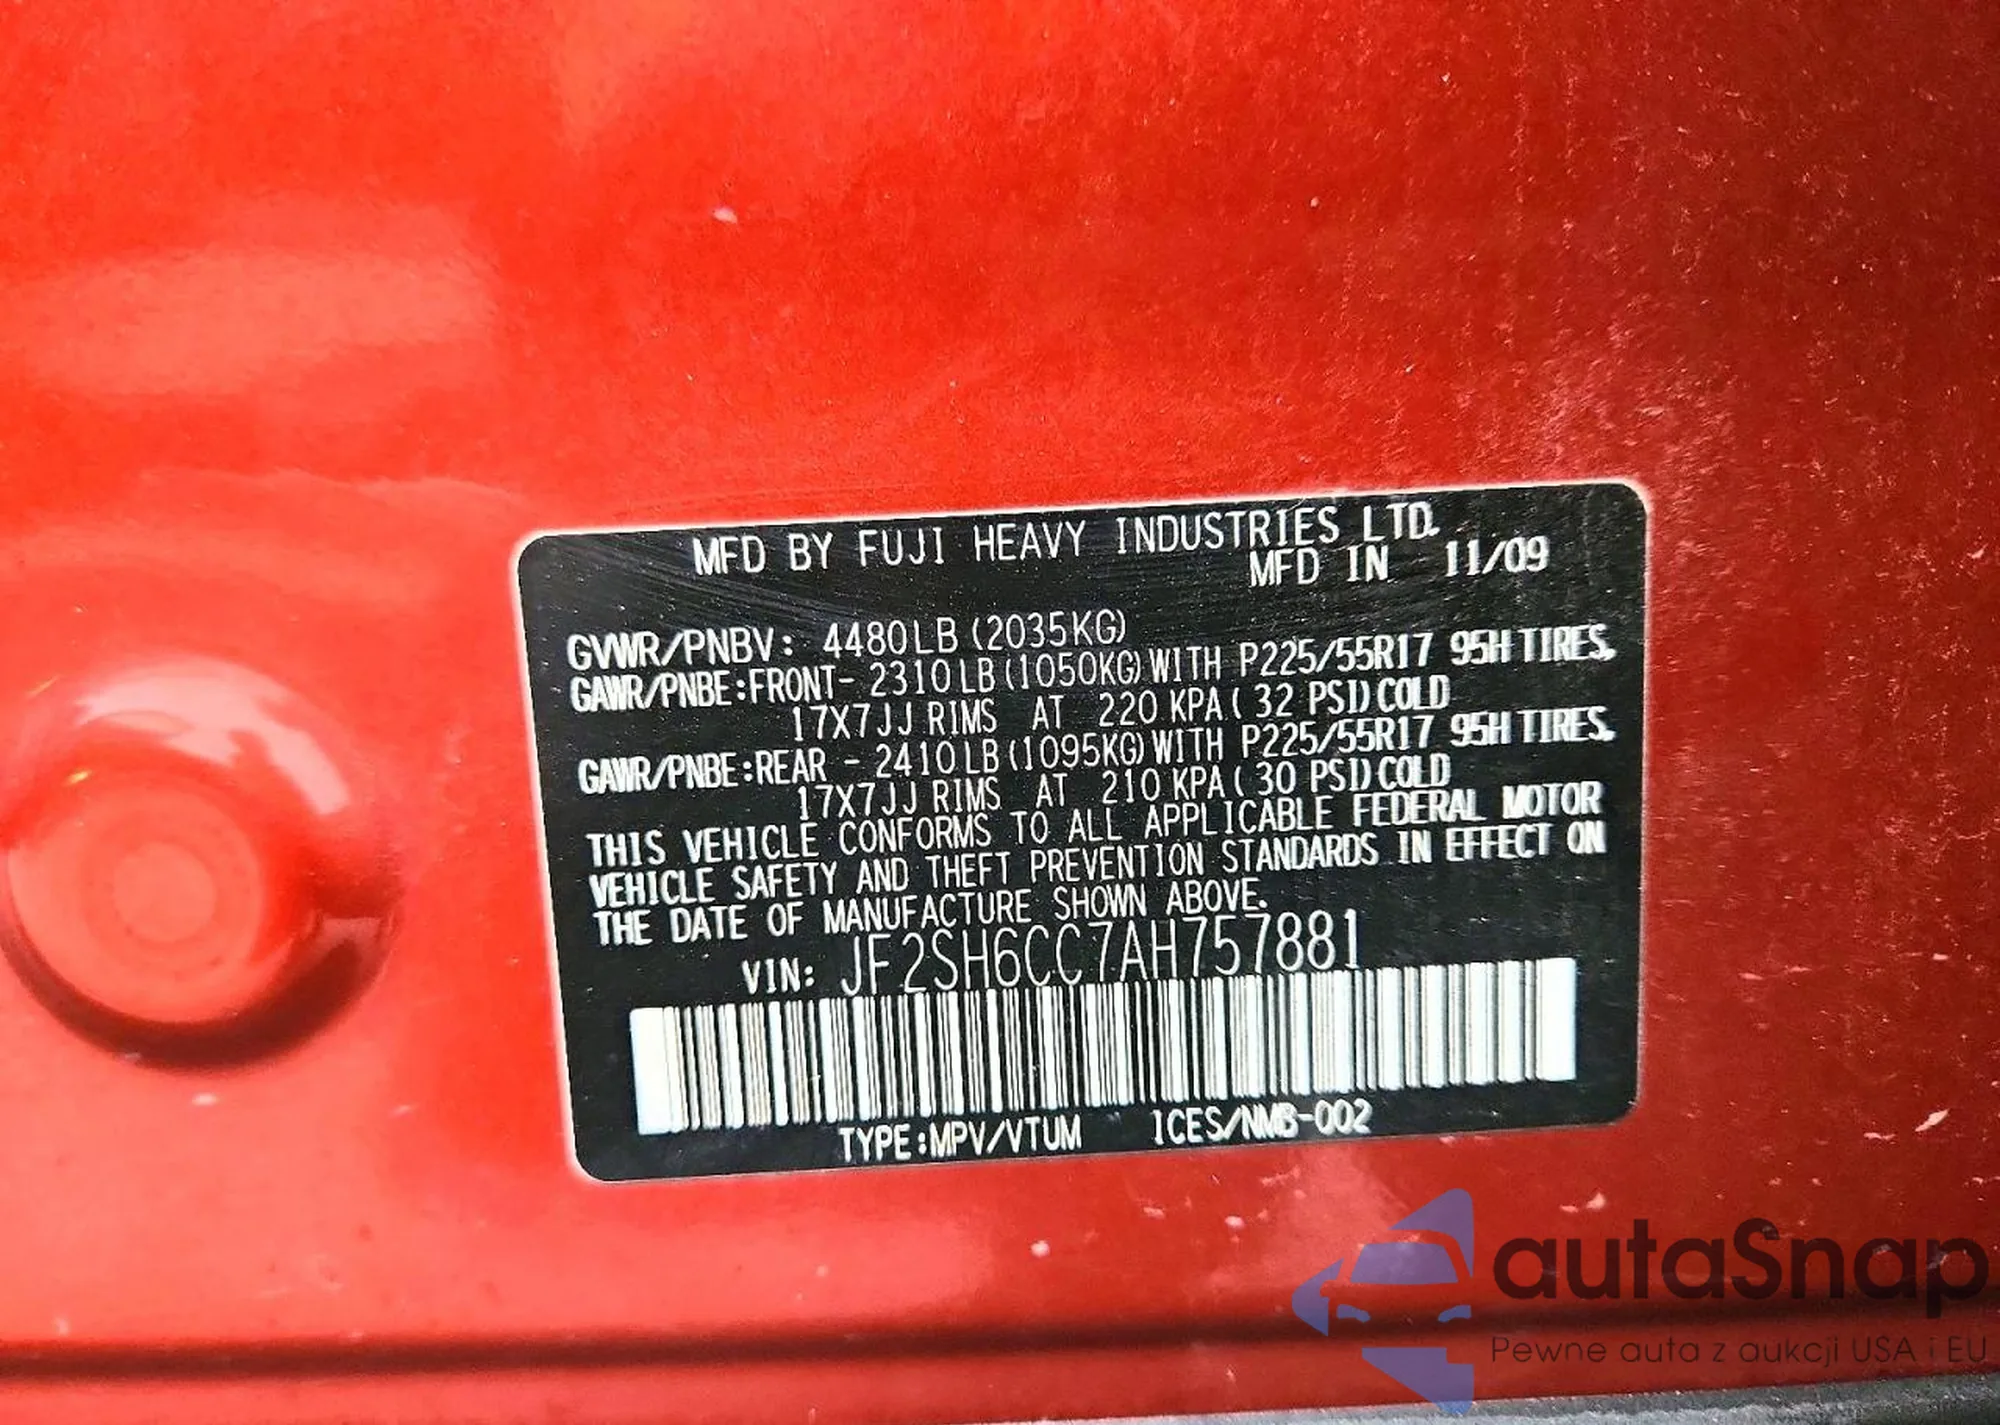 MFD BY FUJI HEAVY INDUSTRIES LTD.
MFD IN 11/09
GVWR/PNBV: 4480LB (2035KG)
GAWR/PNBE:FRONT- 2310LB (1050KG) WITH P225/55R17 95H TIRES,
17X7JJ RIMS AT 220 KPA ( 32 PSI) COLD
GAWR/PNBE:REAR - 2410LB (1095KG) WITH P225/55R17 95H TIRES,
17X7JJ RIMS AT 210 KPA ( 30 PSI) COLD
THIS VEHICLE CONFORMS TO ALL APPLICABLE FEDERAL MOTOR
VEHICLE SAFETY AND THEFT PREVENTION STANDARDS IN EFFECT ON
THE DATE OF MANUFACTURE SHOWN ABOVE.
VIN: JF2SH6CC7AH757881
TYPE:MPV/VTUM ICES/NMB-002
autaSnap
Pewne auta z aukcji USA i EU